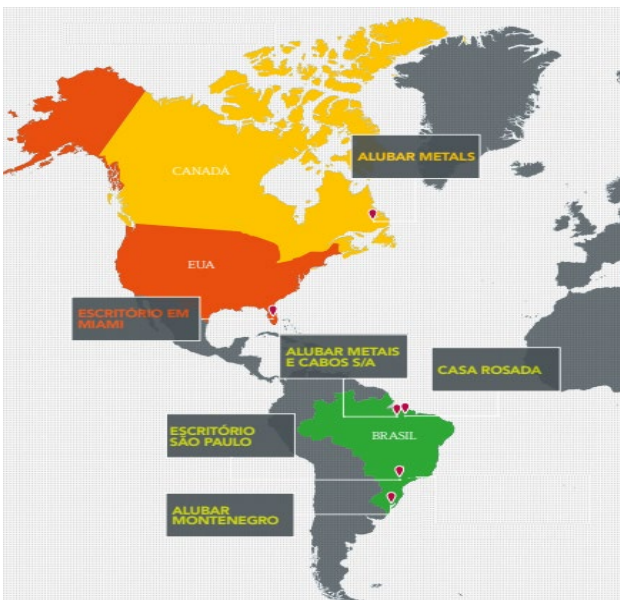 ALUBAR METALS
CANADÁ
EUA
ESCRITÓRIO EM
MIAMI
ALUBAR METAIS
E CABOS S/A
CASA ROSADA
ESCRITÓRIO
SÃO PAULO
BRASIL
ALUBAR
MONTENEGRO